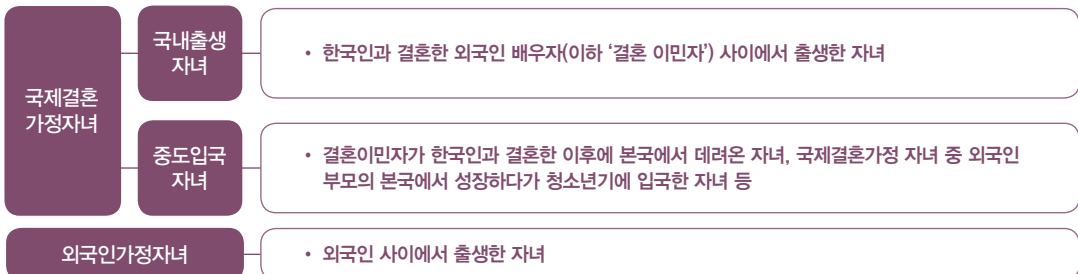 국제결혼
가정자녀
국내출생
자녀
• 한국인과 결혼한 외국인 배우자(이하 ‘결혼 이민자’) 사이에서 출생한 자녀
중도입국
자녀
• 결혼이민자가 한국인과 결혼한 이후에 본국에서 데려온 자녀, 국제결혼가정 자녀 중 외국인
부모의 본국에서 성장하다가 청소년기에 입국한 자녀 등
외국인가정자녀
• 외국인 사이에서 출생한 자녀